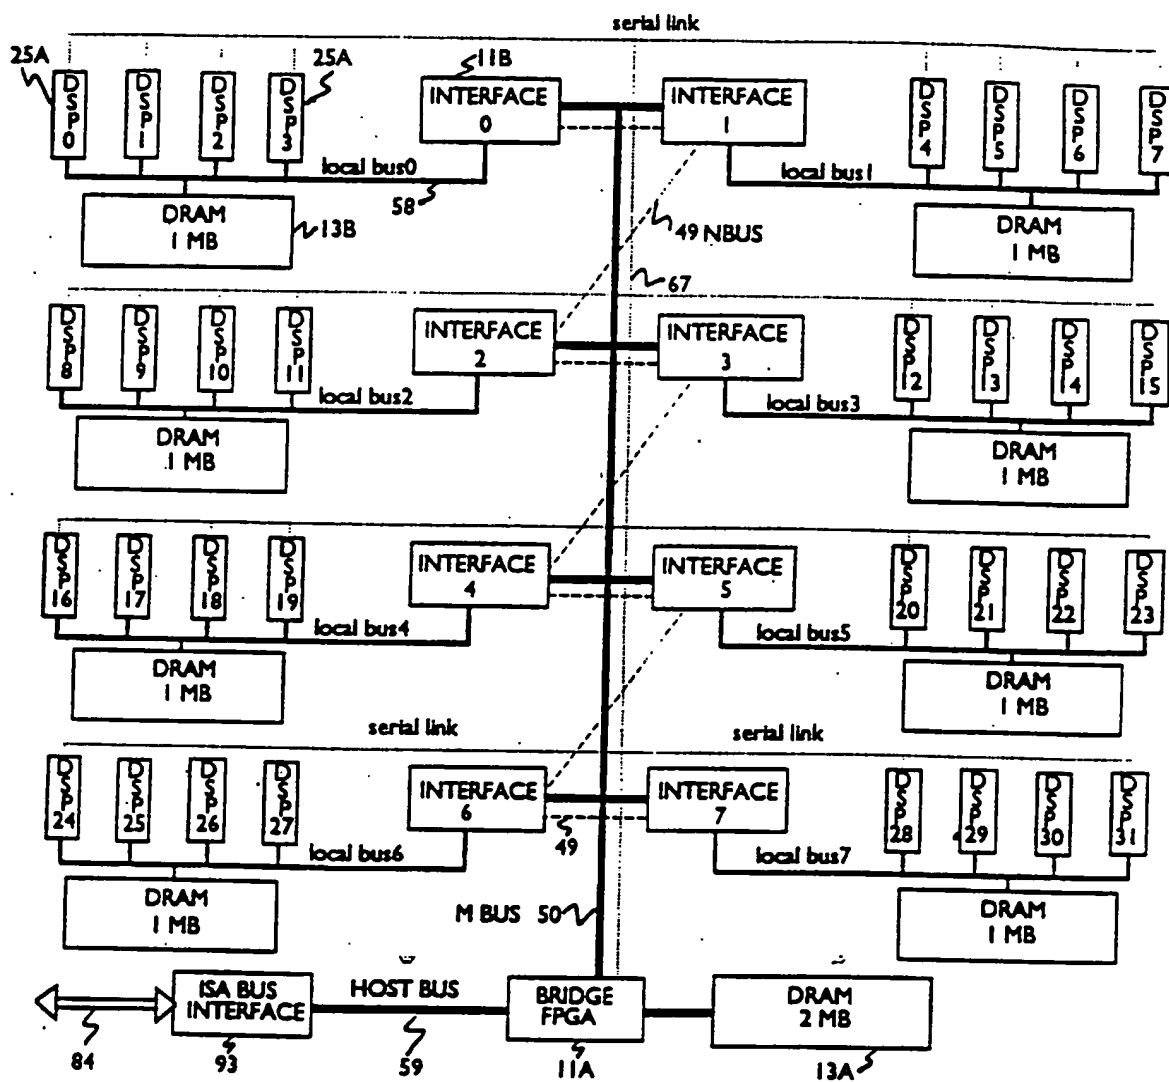 serial link
25A
25A
11B
DSP0
DSP1
DSP2
DSP3
INTERFACE
0
INTERFACE
1
DSP4
DSP5
DSP6
DSP7
local bus0
58
local bus1
DRAM
1 MB
13B
49 NBUS
DRAM
1 MB
67
DSP8
DSP9
DSP10
DSP11
INTERFACE
2
INTERFACE
3
DSP12
DSP13
DSP14
DSP15
local bus2
local bus3
DRAM
1 MB
DRAM
1 MB
DSP16
DSP17
DSP18
DSP19
INTERFACE
4
INTERFACE
5
DSP20
DSP21
DSP22
DSP23
local bus4
local bus5
DRAM
1 MB
DRAM
1 MB
serial link
serial link
DSP24
DSP25
DSP26
DSP27
INTERFACE
6
INTERFACE
7
DSP28
DSP29
DSP30
DSP31
49
local bus6
local bus7
DRAM
1 MB
M BUS 50
DRAM
1 MB
ISA BUS
INTERFACE
HOST BUS
BRIDGE
FPGA
DRAM
2 MB
84
93
59
11A
13A